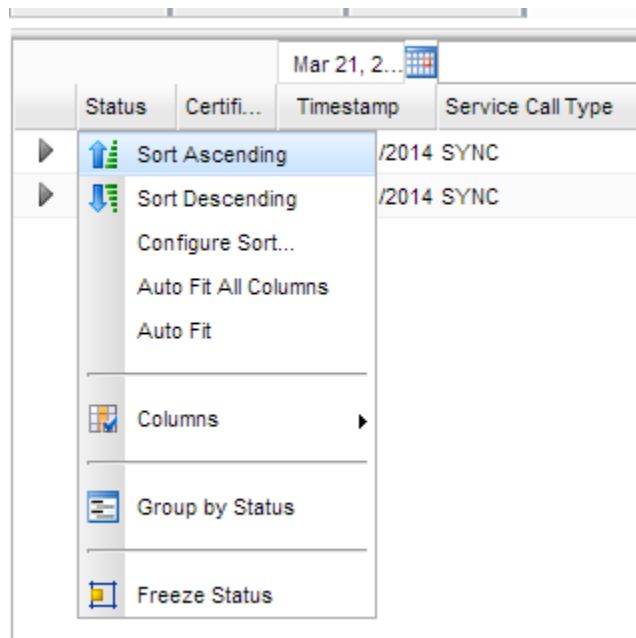 Mar 21, 2...
Status Certifi... Timestamp Service Call Type
Sort Ascending /2014 SYNC
Sort Descending /2014 SYNC
Configure Sort...
Auto Fit All Columns
Auto Fit
Columns
Group by Status
Freeze Status